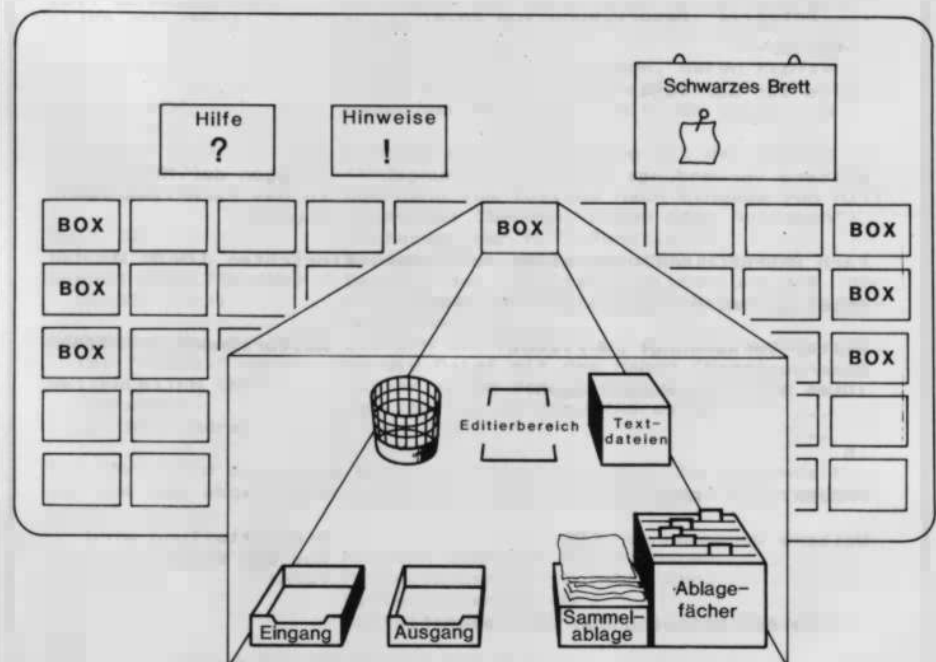 Schwarzes Brett
Hilfe
?
Hinweise
!
BOX
BOX
BOX
BOX
BOX
BOX
BOX
Editierbereich
Text-
dateien
Eingang
Ausgang
Sammel-
ablage
Ablage-
fächer